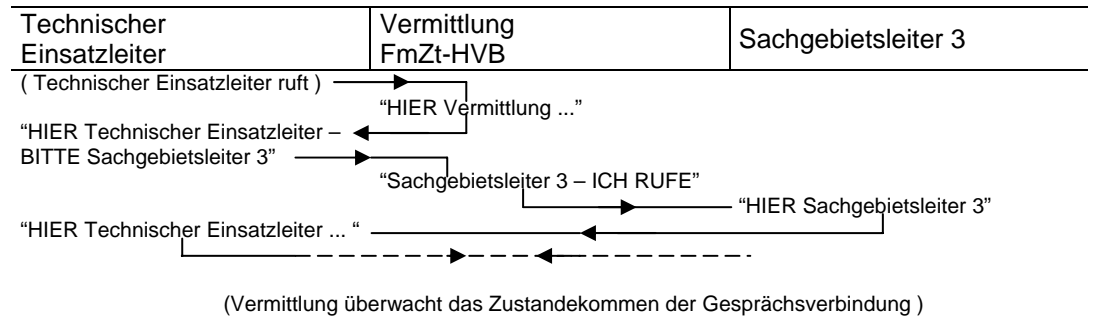 Technischer
Einsatzleiter
Vermittlung
FmZt-HVB
Sachgebietsleiter 3
( Technischer Einsatzleiter ruft )
“HIER Vermittlung ...”
“HIER Technischer Einsatzleiter –
BITTE Sachgebietsleiter 3”
“Sachgebietsleiter 3 – ICH RUFE”
“HIER Sachgebietsleiter 3”
“HIER Technischer Einsatzleiter ... “
(Vermittlung überwacht das Zustandekommen der Gesprächsverbindung )